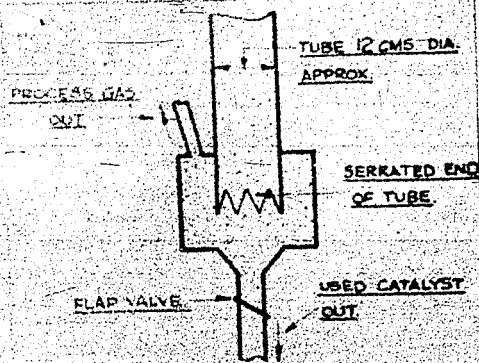 TUBE 12 CMS DIA.
APPROX.
PROCESS GAS
OUT
SERRATED END
OF TUBE.
FLAP VALVE
USED CATALYST
OUT